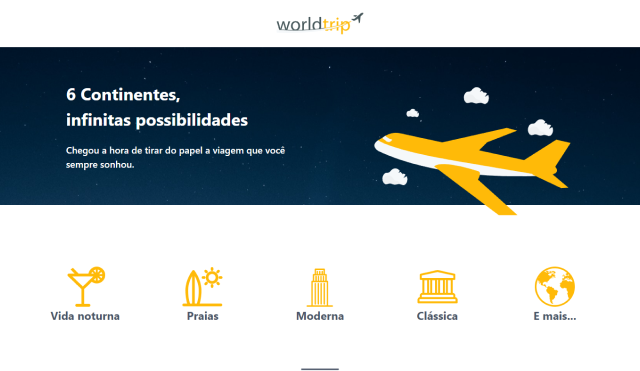 worldtrip
6 Continentes,
infinitas possibilidades
Chegou a hora de tirar do papel a viagem que você
sempre sonhou.
Vida noturna
Praias
Moderna
Clássica
E mais...